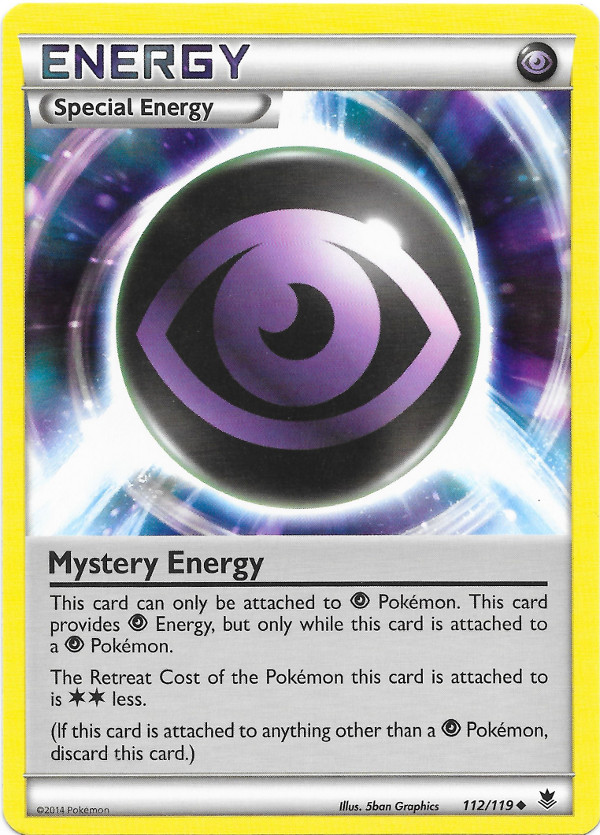 ENERGY
Special Energy
Mystery Energy
This card can only be attached to Pokémon. This card
provides Energy, but only while this card is attached to
a Pokémon.
The Retreat Cost of the Pokémon this card is attached to
is less.
(If this card is attached to anything other than a Pokémon,
discard this card.)
©2014 Pokémon
Illus. 5ban Graphics
112/119